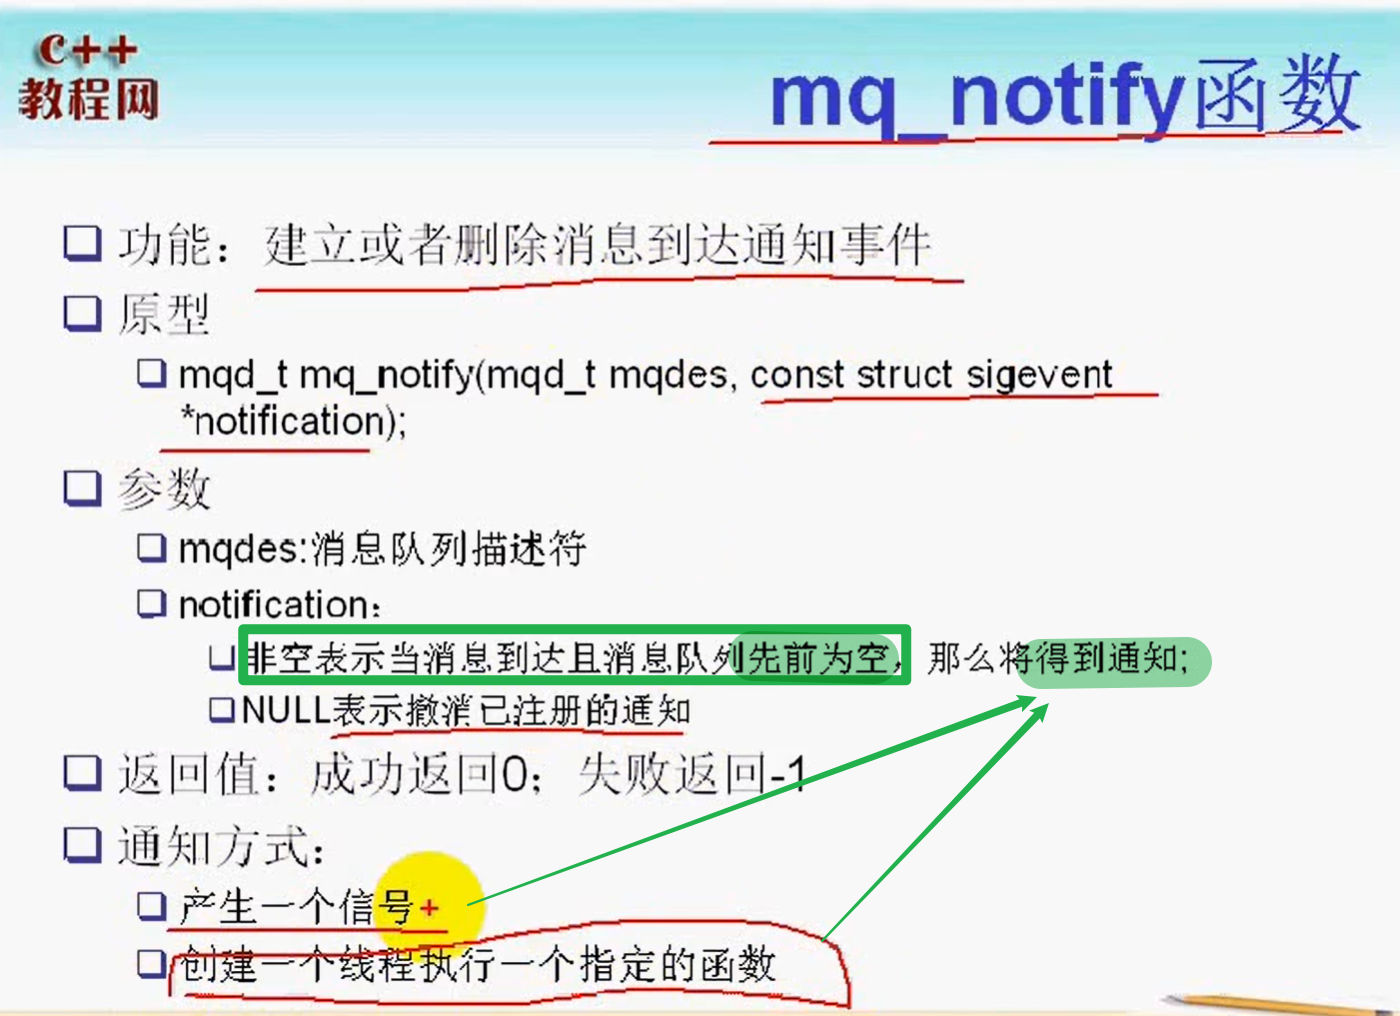 C++
教程网
mq_notify函数
功能：建立或者删除消息到达通知事件
原型
mqd_t mq_notify(mqd_t mqdes, const struct sigevent
*notification);
参数
mqdes:消息队列描述符
notification：
非空表示当消息到达且消息队列先前为空，那么将得到通知;
NULL表示撤消已注册的通知
返回值：成功返回0；失败返回-1
通知方式：
产生一个信号
创建一个线程执行一个指定的函数